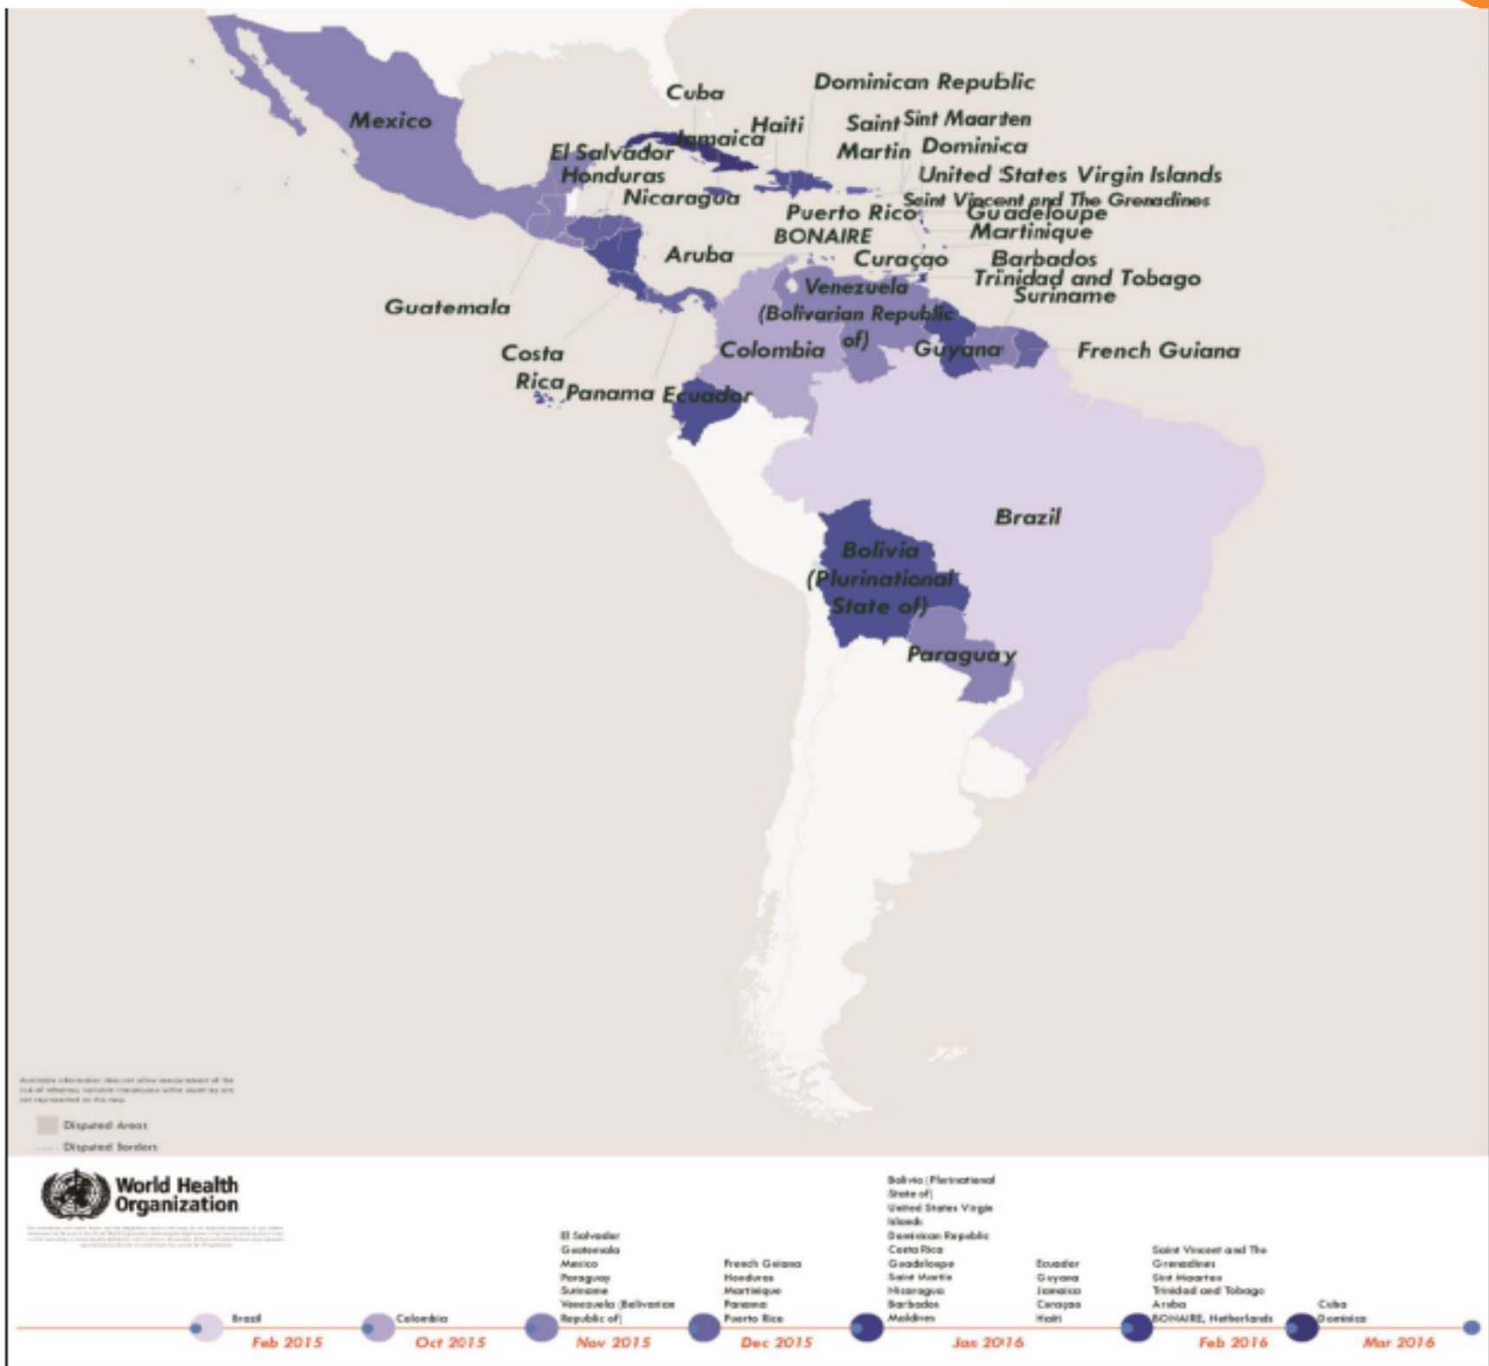 Dominican Republic
Cuba
Haiti
Saint
Martin
Sint Maarten
Jamaica
Dominica
Mexico
El Salvador
Honduras
Nicaragua
United States Virgin Islands
Saint Vincent and The Grenadines
Puerto Rico
Guadeloupe
BONAIRE
Martinique
Aruba
Curaçao
Barbados
Trinidad and Tobago
Suriname
Venezuela
(Bolivarian Republic
of)
Guatemala
Colombia
Guyana
French Guiana
Costa
Rica
Panama
Ecuador
Brazil
Bolivia
(Plurinational
State of)
Paraguay
Disputed Areas
Disputed Borders
World Health
Organization
Brazil
Feb 2015
Colombia
Oct 2015
El Salvador
Guatemala
Mexico
Paraguay
Suriname
Venezuela (Bolivarian
Republic of)
Nov 2015
French Guiana
Honduras
Martinique
Panama
Puerto Rico
Dec 2015
Bolivia (Plurinational
State of)
United States Virgin
Islands
Dominican Republic
Costa Rica
Guadeloupe
Saint Martin
Nicaragua
Barbados
Maldives
Ecuador
Guyana
Jamaica
Curaçao
Haiti
Jan 2016
Saint Vincent and The
Grenadines
Sint Maarten
Trinidad and Tobago
Aruba
BONAIRE, Netherlands
Feb 2016
Cuba
Dominica
Mar 2016